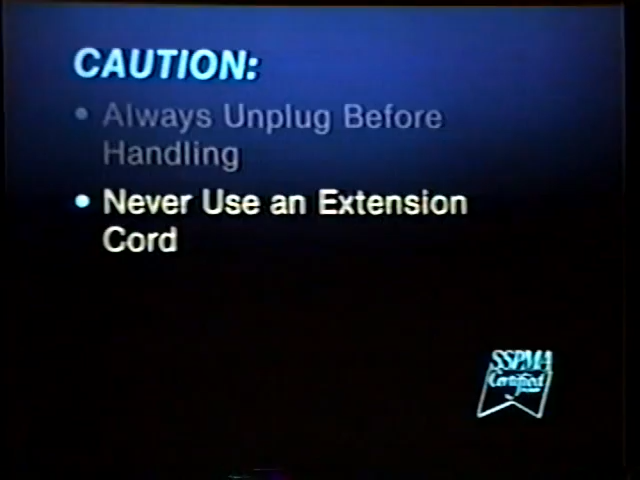 CAUTION:
• Always Unplug Before
Handling
• Never Use an Extension
Cord
SSPMA
Certified